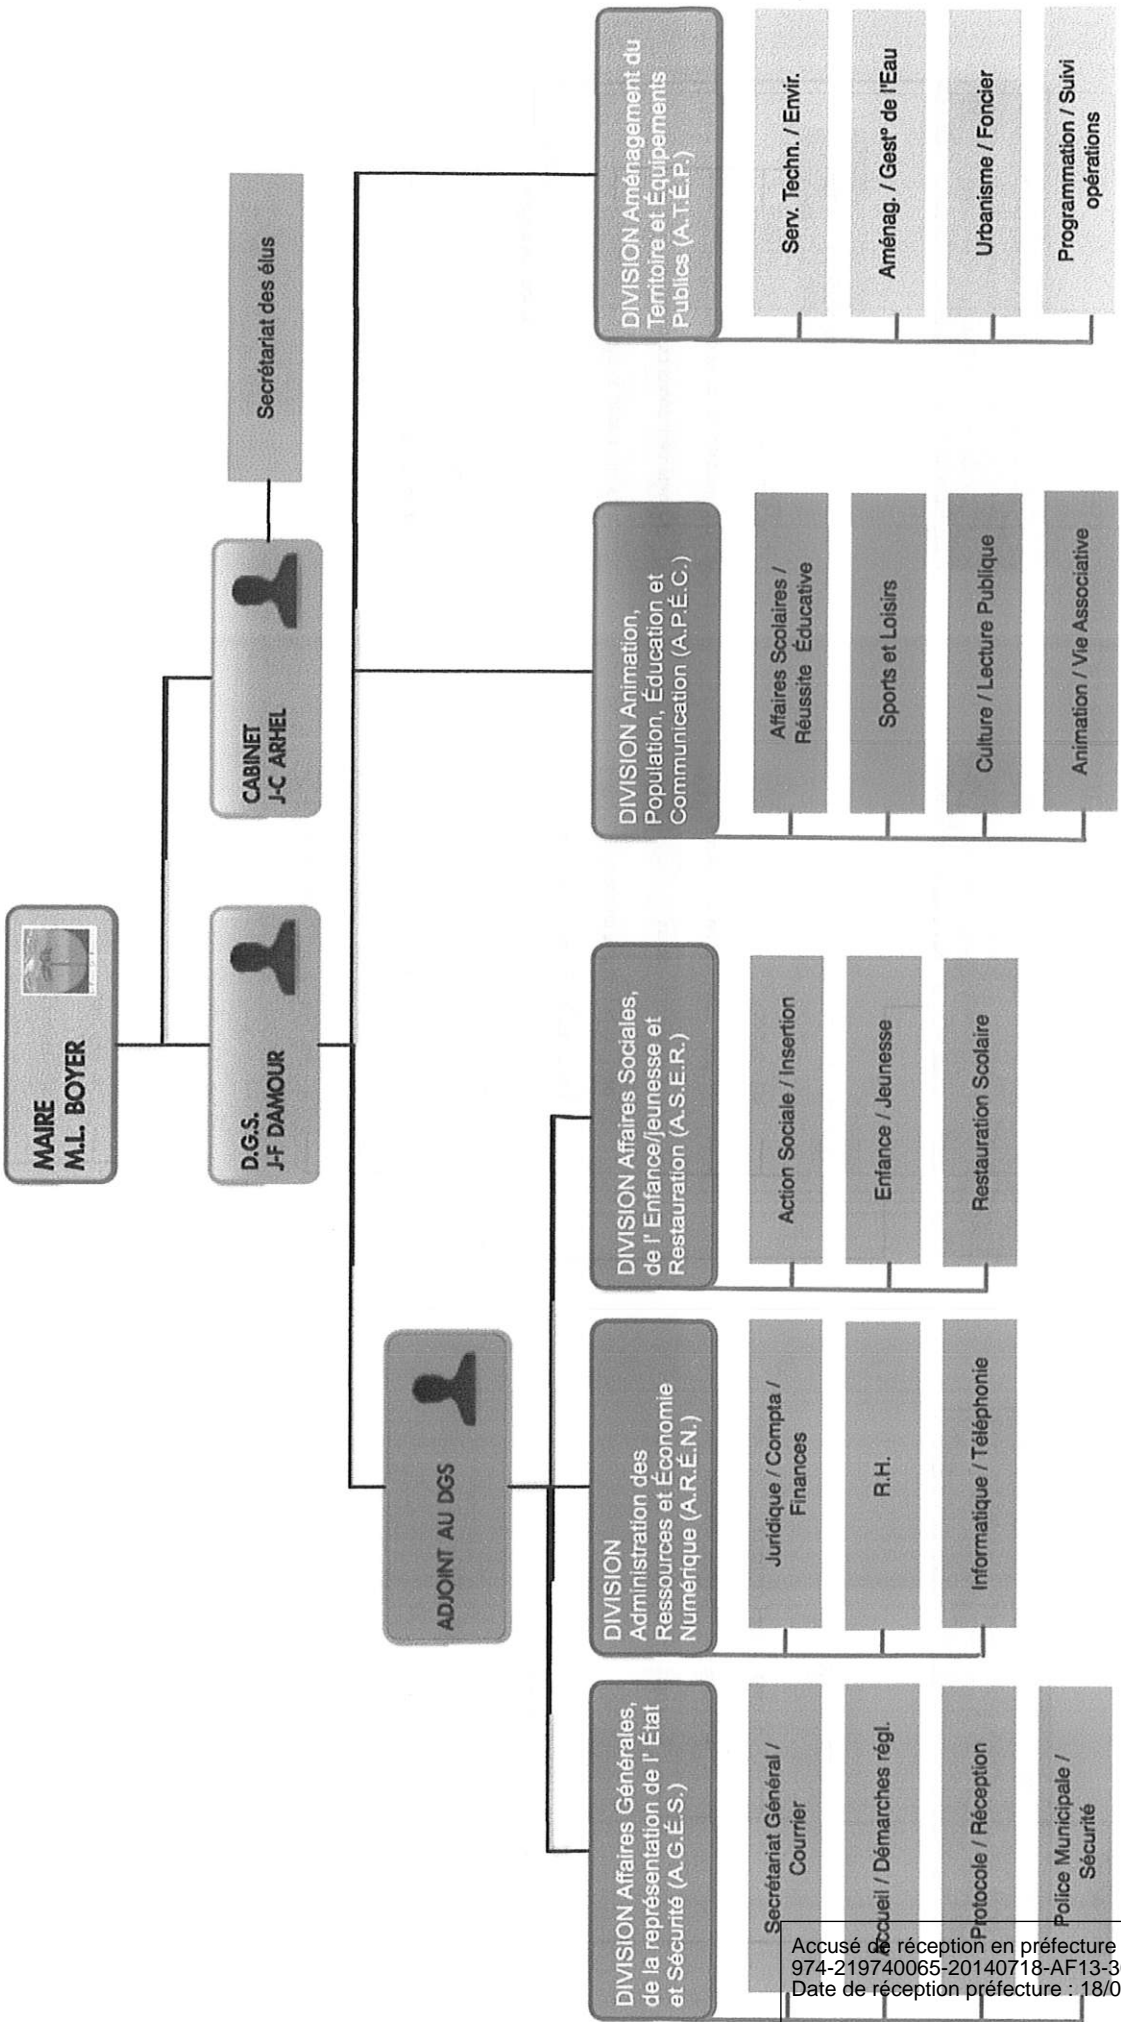 MAIRE
M.L. BOYER
D.G.S.
J-F DAMOUR
CABINET
J-C ARHEL
Secrétariat des élus
ADJOINT AU DGS
DIVISION Affaires Générales,
de la représentation de l' État
et Sécurité (A.G.É.S.)
Secrétariat Général /
Courrier
Accueil / Démarches régl.
Protocole / Réception
Police Municipale /
Sécurité
DIVISION
Administration des
Ressources et Économie
Numérique (A.R.É.N.)
Juridique / Compta /
Finances
R.H.
Informatique / Téléphonie
DIVISION Affaires Sociales,
de l' Enfance/jeunesse et
Restauration (A.S.E.R.)
Action Sociale / Insertion
Enfance / Jeunesse
Restauration Scolaire
DIVISION Animation,
Population, Éducation et
Communication (A.P.É.C.)
Affaires Scolaires /
Réussite Éducative
Sports et Loisirs
Culture / Lecture Publique
Animation / Vie Associative
DIVISION Aménagement du
Territoire et Équipements
Publics (A.T.É.P.)
Serv. Techn. / Envir.
Aménag. / Gest° de l'Eau
Urbanisme / Foncier
Programmation / Suivi
opérations
Accusé de réception en préfecture
974-219740065-20140718-AF13-3
Date de réception préfecture : 18/0